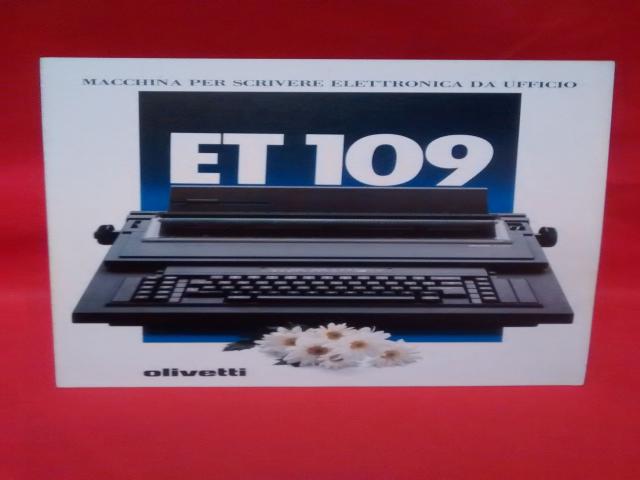 MACCHINA PER SCRIVERE ELETTRONICA DA UFFICIO
ET 109
olivetti